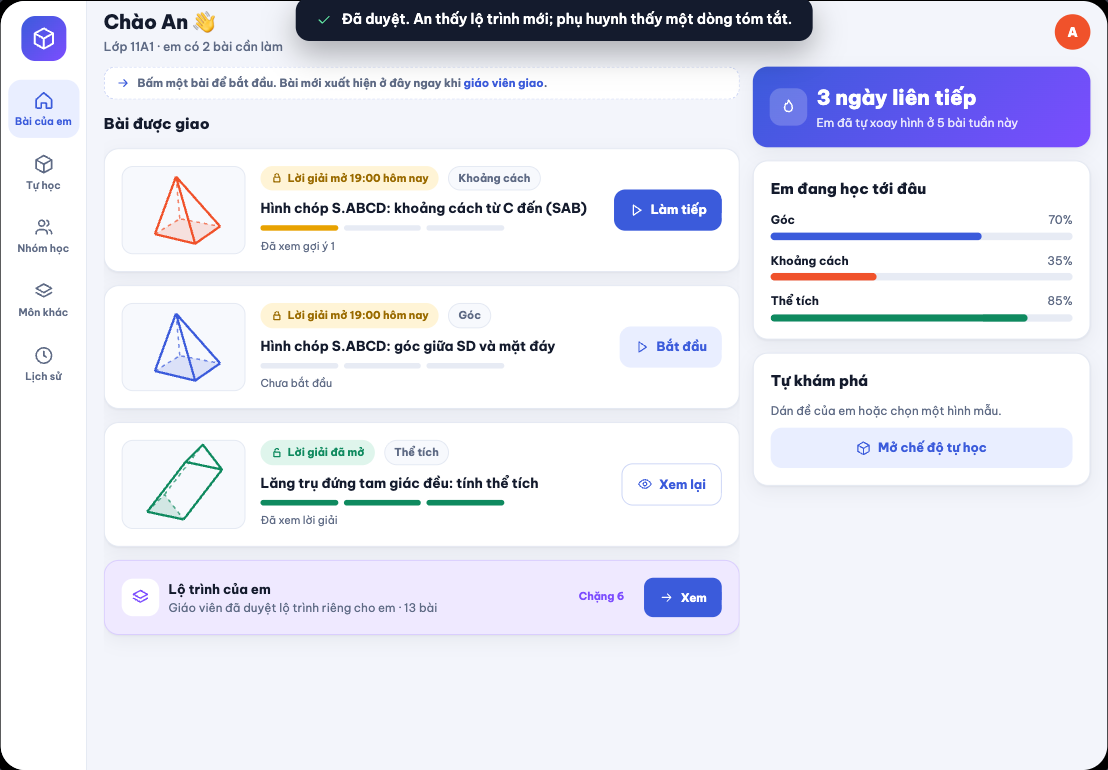 Đã duyệt. An thấy lộ trình mới; phụ huynh thấy một dòng tóm tắt.
Chào An 👋
Lớp 11A1 · em có 2 bài cần làm
A
Bài của em
Tự học
Nhóm học
Môn khác
Lịch sử
Bấm một bài để bắt đầu. Bài mới xuất hiện ở đây ngay khi giáo viên giao.
Bài được giao
Lời giải mở 19:00 hôm nay
Khoảng cách
Hình chóp S.ABCD: khoảng cách từ C đến (SAB)
Đã xem gợi ý 1
Làm tiếp
Lời giải mở 19:00 hôm nay
Góc
Hình chóp S.ABCD: góc giữa SD và mặt đáy
Chưa bắt đầu
Bắt đầu
Lời giải đã mở
Thể tích
Lăng trụ đứng tam giác đều: tính thể tích
Đã xem lời giải
Xem lại
Lộ trình của em
Giáo viên đã duyệt lộ trình riêng cho em · 13 bài
Chặng 6
Xem
3 ngày liên tiếp
Em đã tự xoay hình ở 5 bài tuần này
Em đang học tới đâu
Góc 70%
Khoảng cách 35%
Thể tích 85%
Tự khám phá
Dán đề của em hoặc chọn một hình mẫu.
Mở chế độ tự học